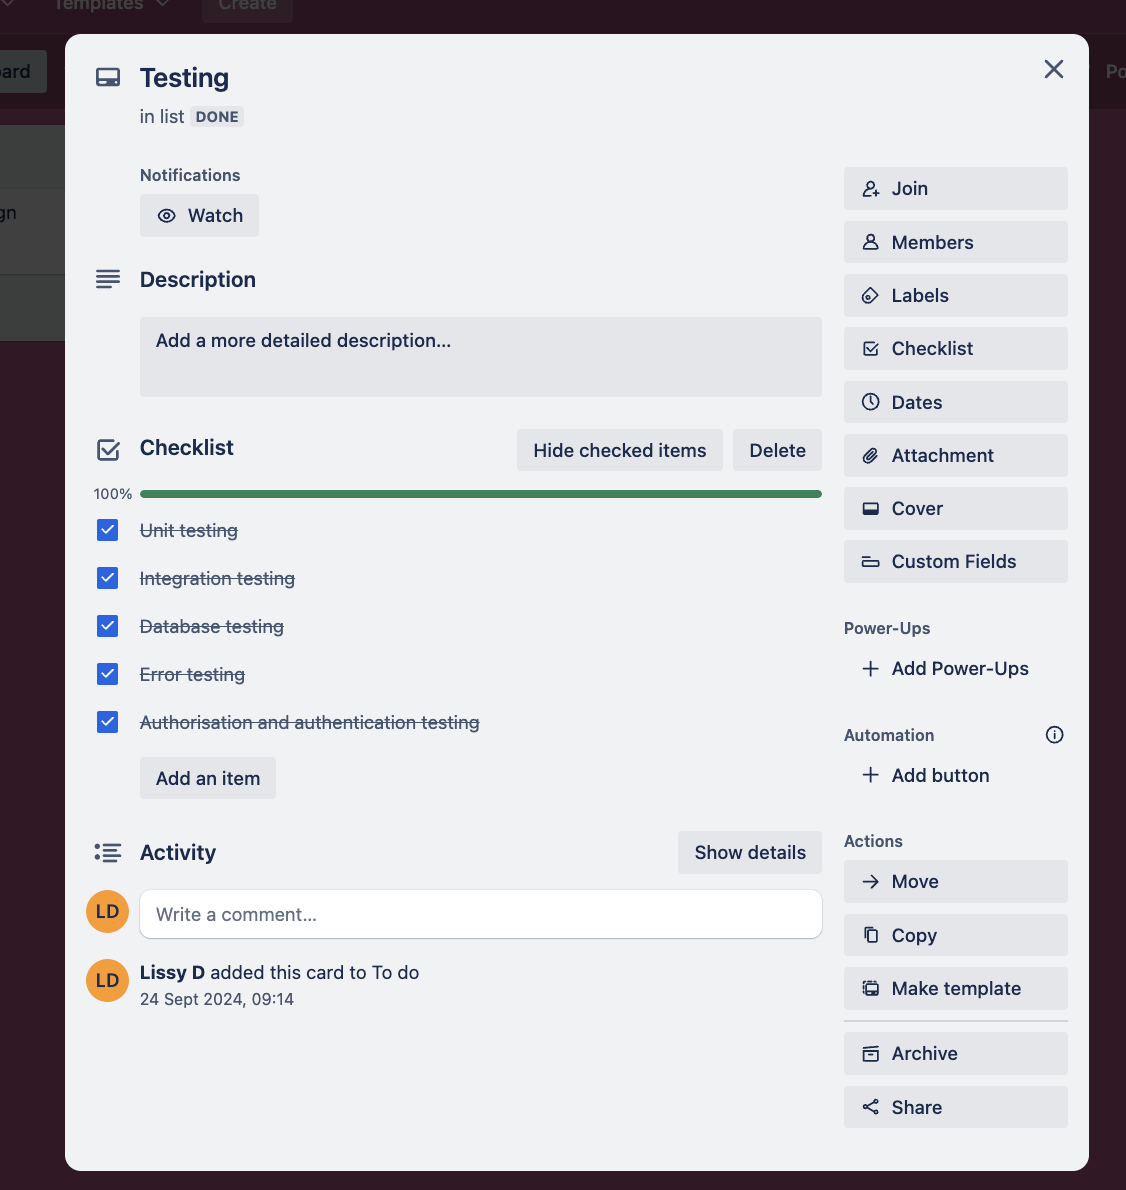 Templates
Create
ard
Po
gn
Testing
in list DONE
Notifications
Watch
Description
Add a more detailed description...
Checklist
Hide checked items
Delete
100%
Unit testing
Integration testing
Database testing
Error testing
Authorisation and authentication testing
Add an item
Activity
Show details
LD
Write a comment...
LD
Lissy D added this card to To do
24 Sept 2024, 09:14
Join
Members
Labels
Checklist
Dates
Attachment
Cover
Custom Fields
Power-Ups
Add Power-Ups
Automation
Add button
Actions
Move
Copy
Make template
Archive
Share